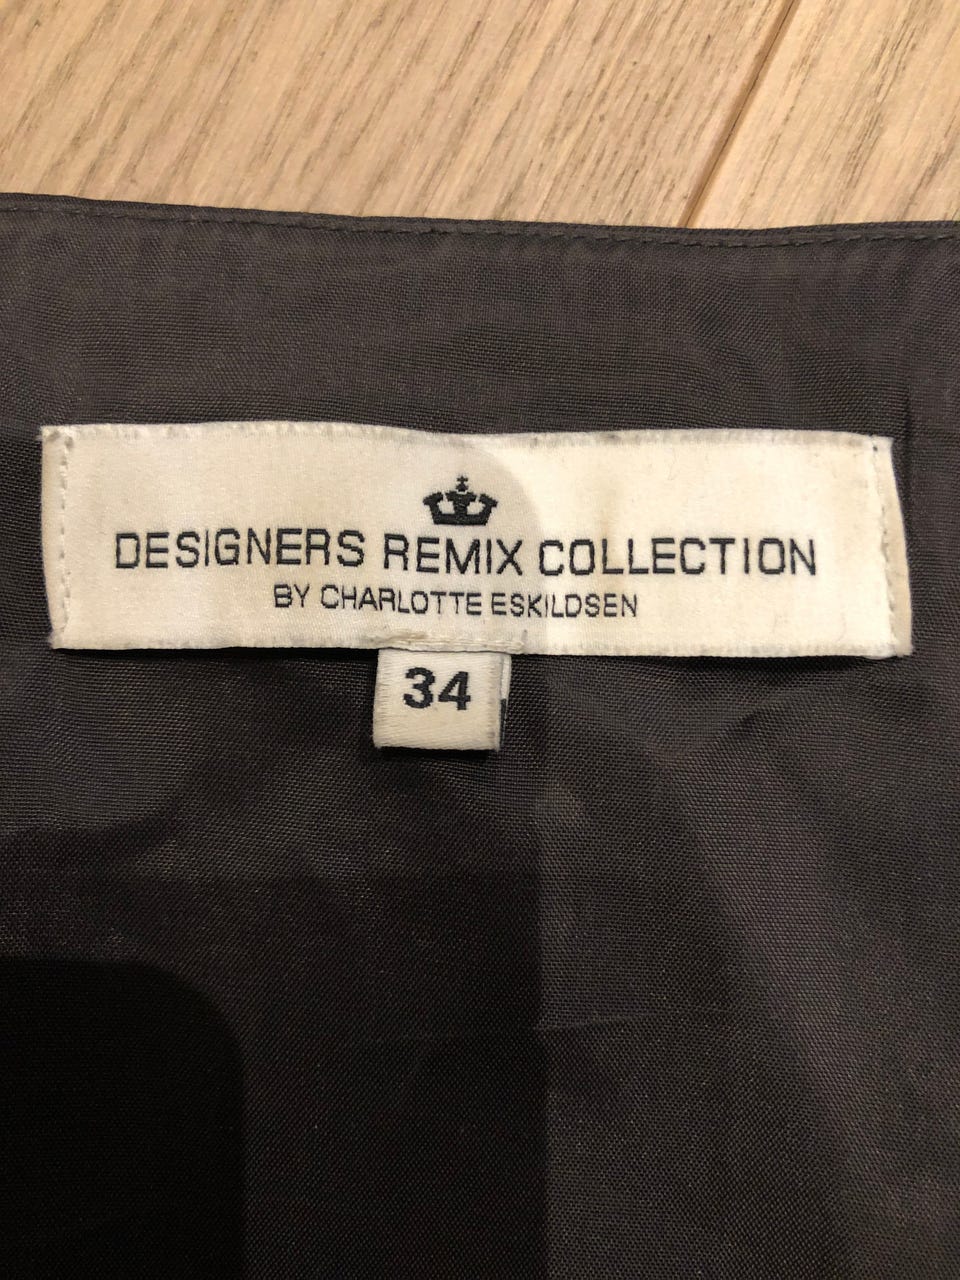 DESIGNERS REMIX COLLECTION
BY CHARLOTTE ESKILDSEN
34